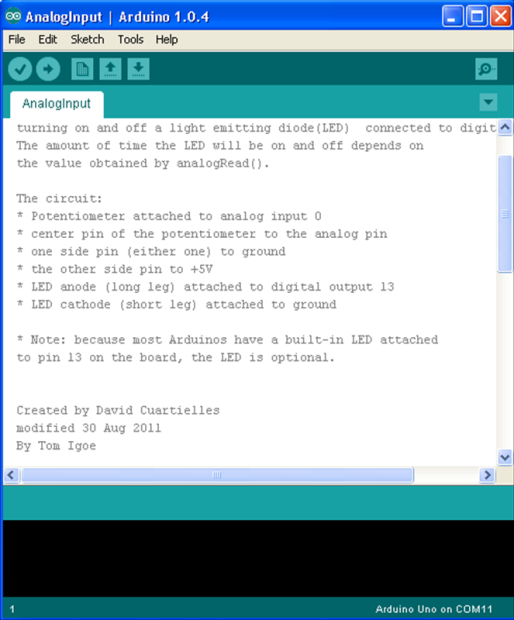 AnalogInput | Arduino 1.0.4
File Edit Sketch Tools Help
AnalogInput
turning on and off a light emitting diode(LED)  connected to digit
The amount of time the LED will be on and off depends on
the value obtained by analogRead().
The circuit:
* Potentiometer attached to analog input 0
* center pin of the potentiometer to the analog pin
* one side pin (either one) to ground
* the other side pin to +5V
* LED anode (long leg) attached to digital output 13
* LED cathode (short leg) attached to ground
* Note: because most Arduinos have a built-in LED attached
to pin 13 on the board, the LED is optional.
Created by David Cuartielles
modified 30 Aug 2011
By Tom Igoe
1
Arduino Uno on COM11